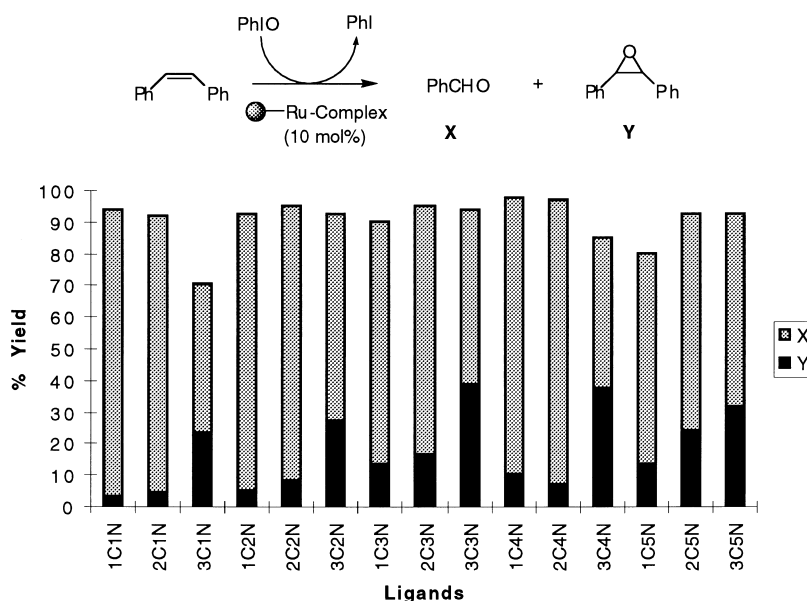 PhIO PhI
Ph Ph
Ru-Complex
(10 mol%)
PhCHO + O
Ph Ph
X Y
100
90
80
70
60
50
40
30
20
10
0
% Yield
1C1N 2C1N 3C1N 1C2N 2C2N 3C2N 1C3N 2C3N 3C3N 1C4N 2C4N 3C4N 1C5N 2C5N 3C5N
Ligands
X
Y